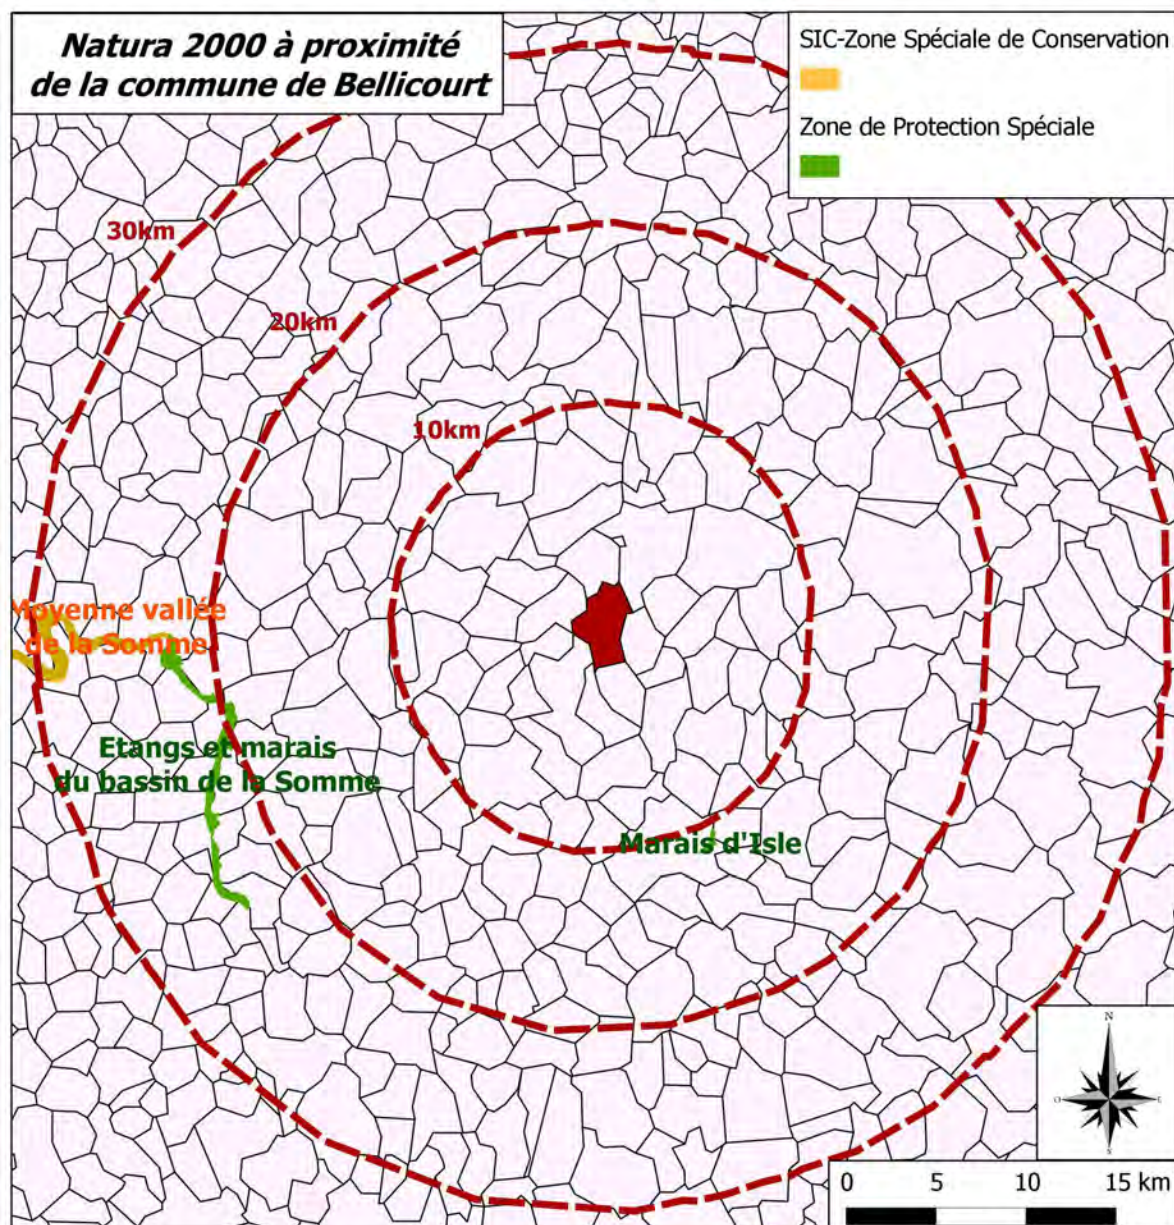 Natura 2000 à proximité
de la commune de Bellicourt
SIC-Zone Spéciale de Conservation
Zone de Protection Spéciale
30km
20km
10km
Moyenne vallée
de la Somme
Etangs et marais
du bassin de la Somme
Marais d'Isle
N
O
E
S
0 5 10 15 km